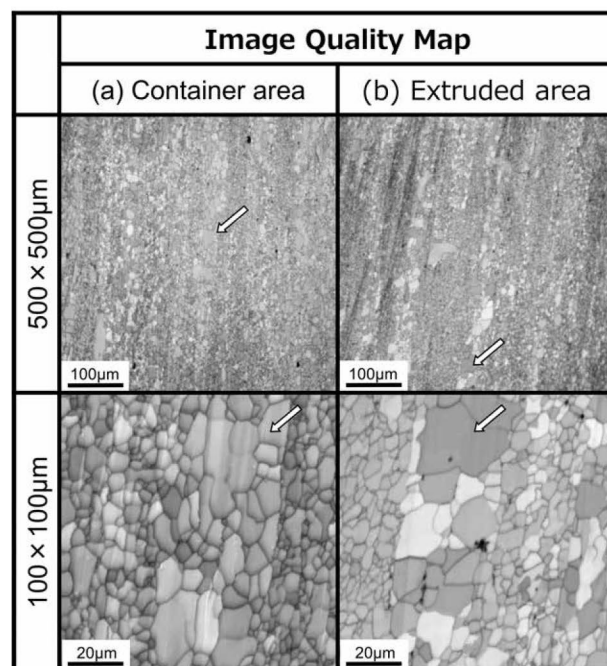 Image Quality Map
(a) Container area
(b) Extruded area
500×500μm
100μm
100μm
100×100μm
20μm
20μm